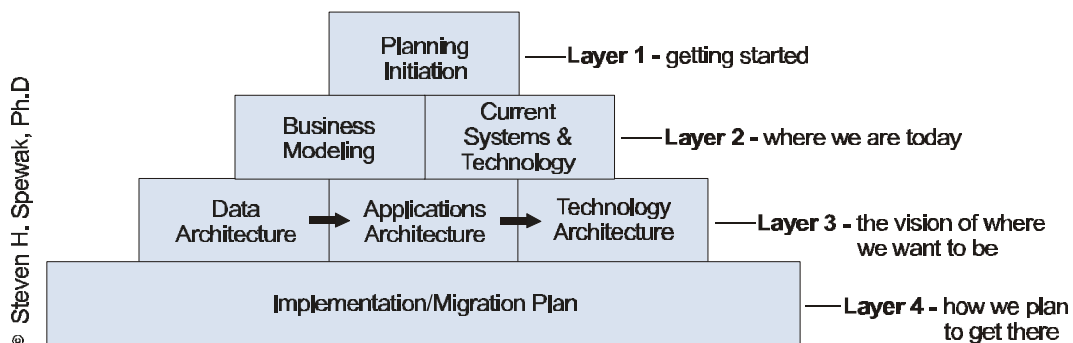 Planning
Initiation
Layer 1 - getting started
Business
Modeling
Current
Systems &
Technology
Layer 2 - where we are today
Data
Architecture
Applications
Architecture
Technology
Architecture
Layer 3 - the vision of where
we want to be
Implementation/Migration Plan
Layer 4 - how we plan
to get there
© Steven H. Spewak, Ph.D